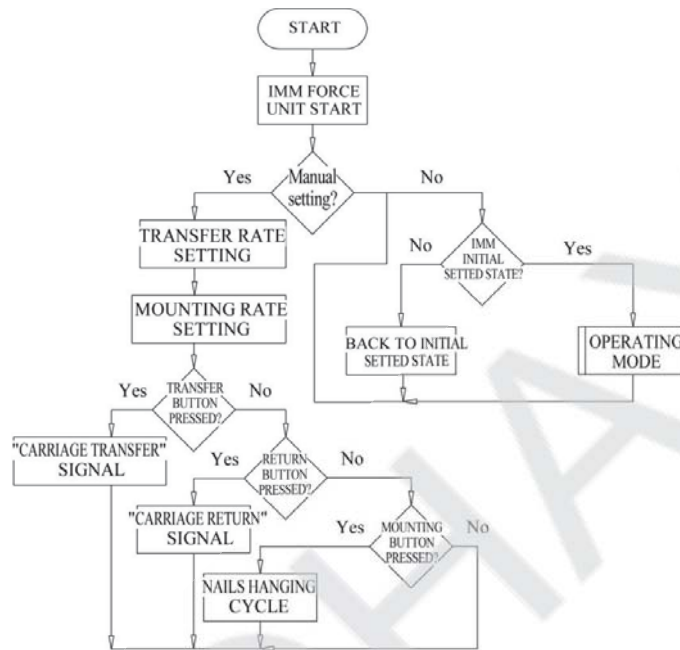 START
IMM FORCE
UNIT START
Manual
setting?
Yes
No
TRANSFER RATE
SETTING
IMM
INITIAL
SETTED STATE?
No
Yes
MOUNTING RATE
SETTING
BACK TO INITIAL
SETTED STATE
OPERATING
MODE
TRANSFER
BUTTON
PRESSED?
Yes
No
"CARRIAGE TRANSFER"
SIGNAL
RETURN
BUTTON
PRESSED?
Yes
No
"CARRIAGE RETURN"
SIGNAL
MOUNTING
BUTTON
PRESSED?
Yes
No
NAILS HANGING
CYCLE